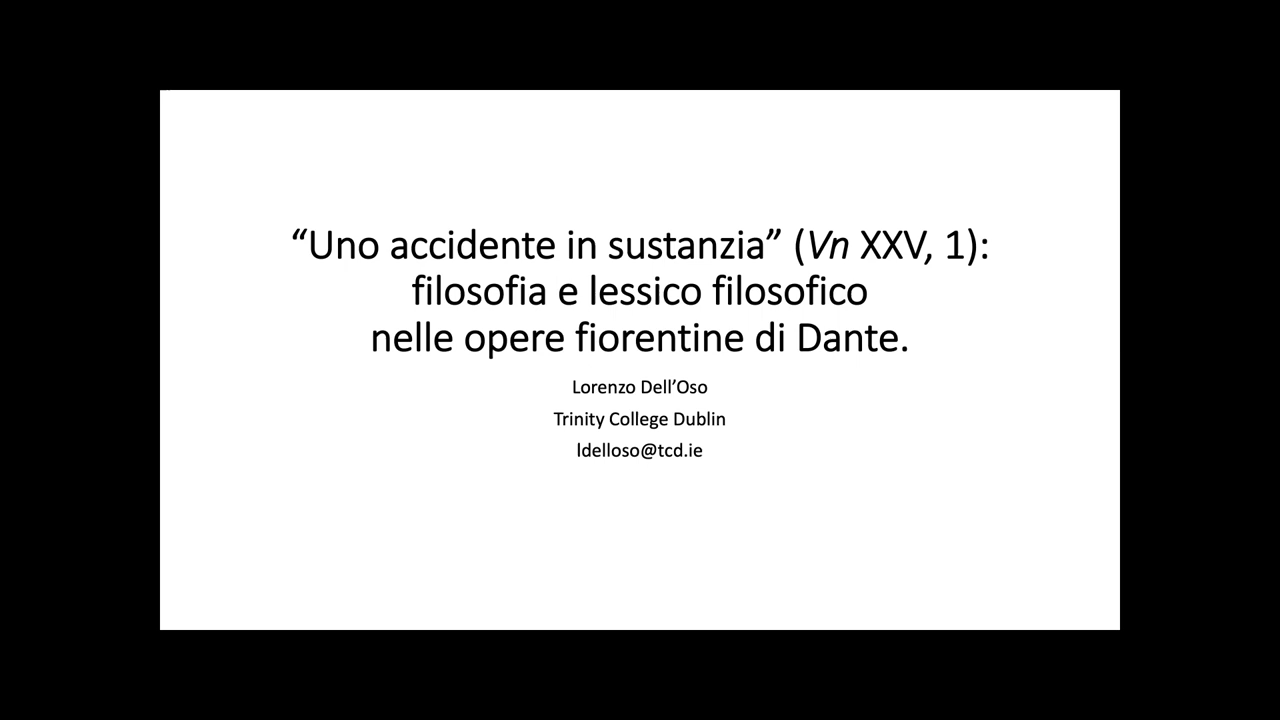 “Uno accidente in sustanzia” (Vn XXV, 1):
filosofia e lessico filosofico
nelle opere fiorentine di Dante.
Lorenzo Dell’Oso
Trinity College Dublin
ldelloso@tcd.ie